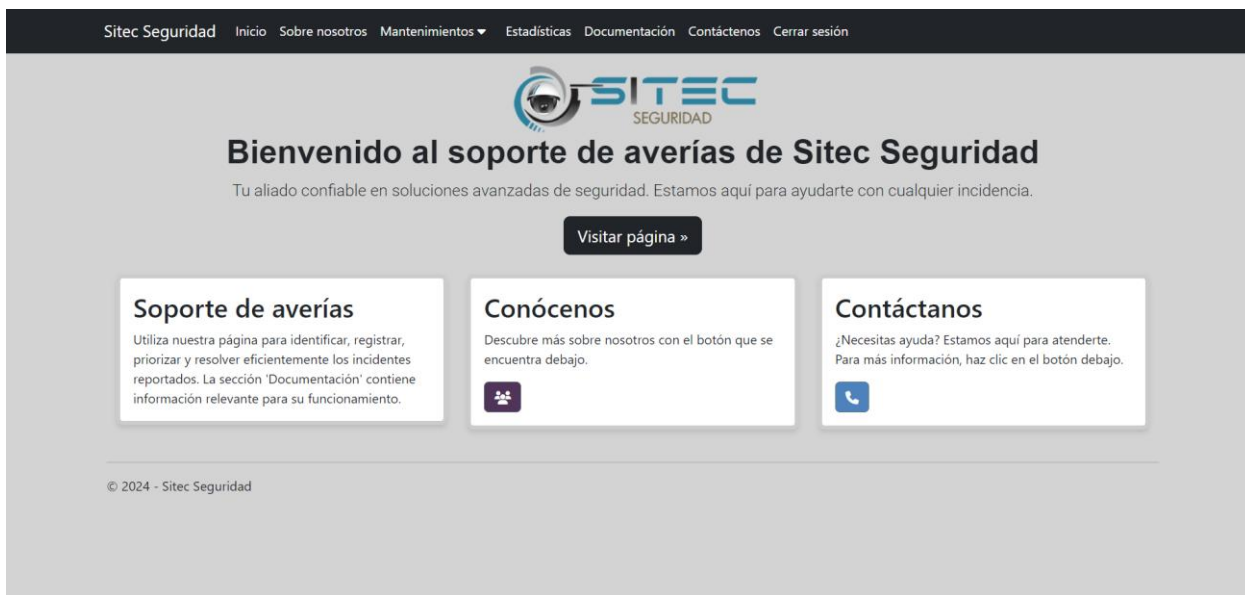 Sitec Seguridad Inicio Sobre nosotros Mantenimientos Estadísticas Documentación Contáctenos Cerrar sesión
SITEC
SEGURIDAD
Bienvenido al soporte de averías de Sitec Seguridad
Tu aliado confiable en soluciones avanzadas de seguridad. Estamos aquí para ayudarte con cualquier incidencia.
Visitar página »
Soporte de averías
Utiliza nuestra página para identificar, registrar,
priorizar y resolver eficientemente los incidentes
reportados. La sección 'Documentación' contiene
información relevante para su funcionamiento.
Conócenos
Descubre más sobre nosotros con el botón que se
encuentra debajo.
Contáctanos
¿Necesitas ayuda? Estamos aquí para atenderte.
Para más información, haz clic en el botón debajo.
© 2024 - Sitec Seguridad